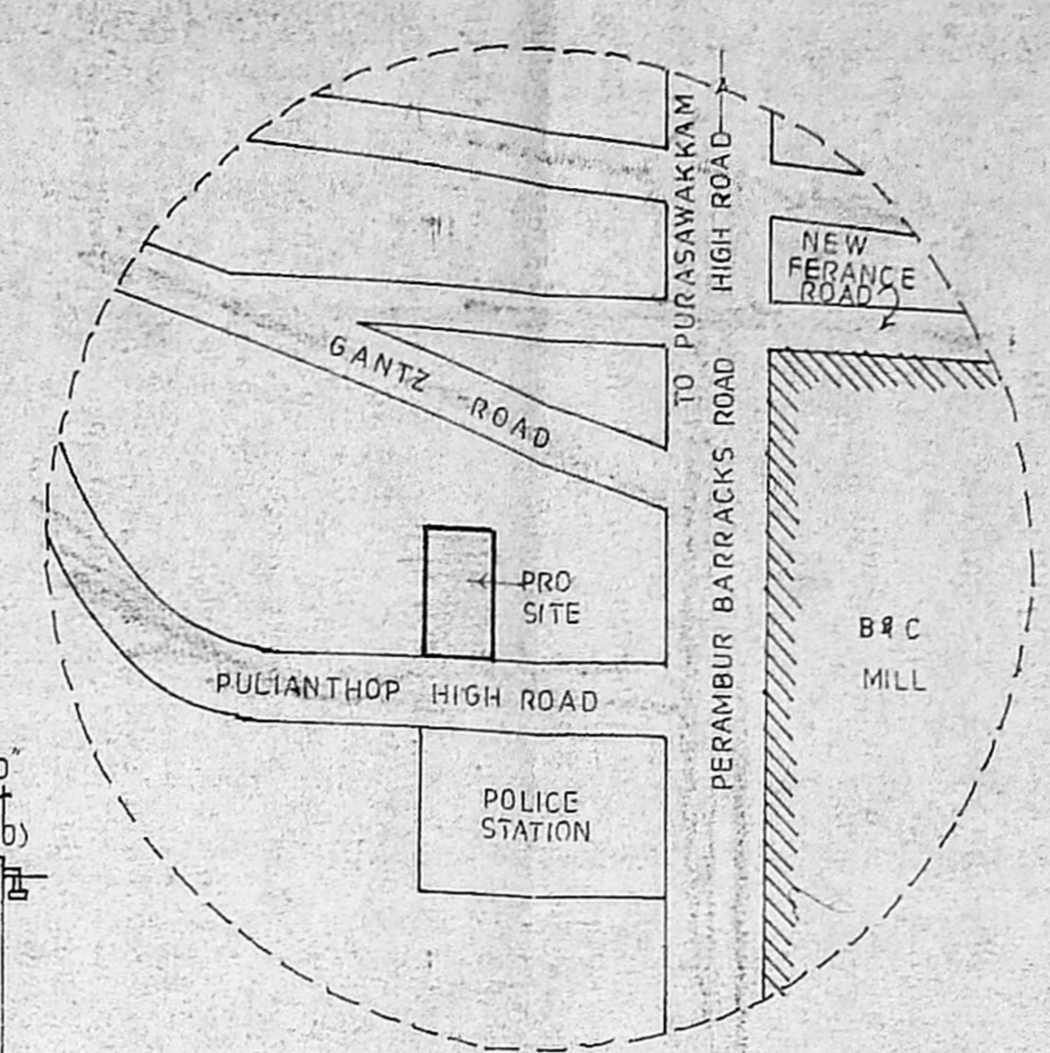 TO PURASAWAKKAM
HIGH ROAD
NEW
FERANCE
ROAD
GANTZ ROAD
PERAMBUR BARRACKS ROAD
PRO
SITE
B & C
MILL
PULIANTHOP HIGH ROAD
POLICE
STATION